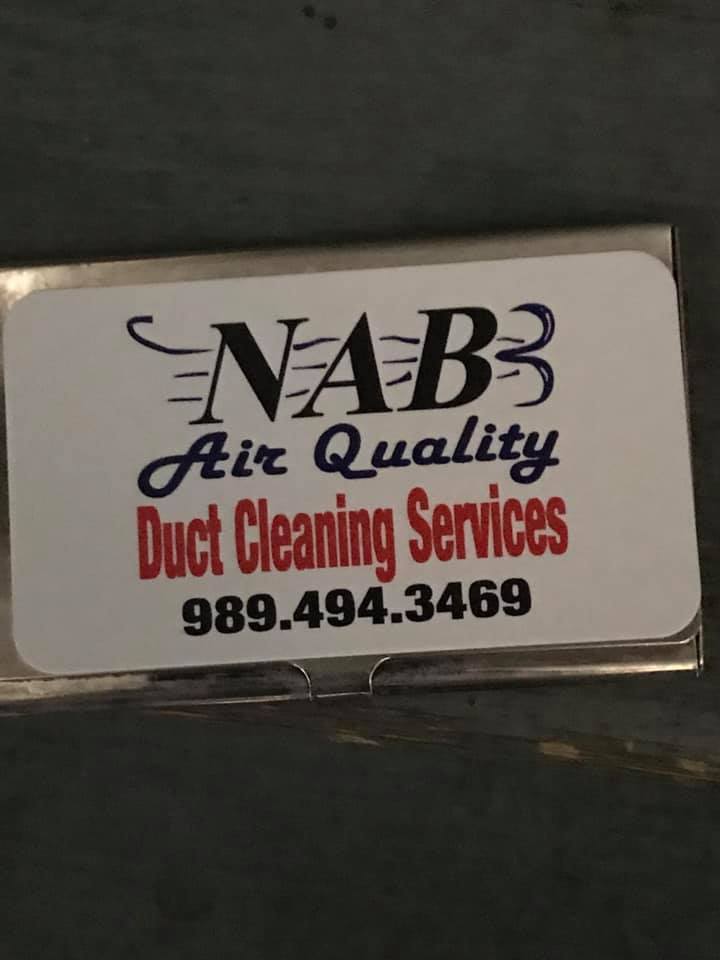 NAB
Air Quality
Duct Cleaning Services
989.494.3469